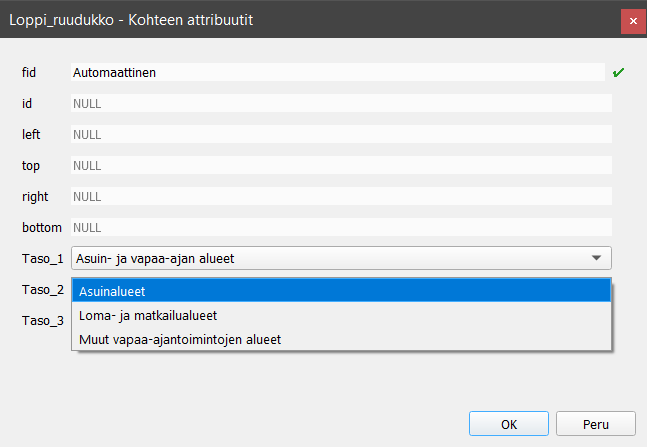 Loppi_ruudukko - Kohteen attribuutit
fid Automaattinen
id NULL
left NULL
top NULL
right NULL
bottom NULL
Taso_1 Asuin- ja vapaa-ajan alueet
Taso_2 Asuinalueet
Loma- ja matkailualueet
Taso_3
Muut vapaa-ajantoimintojen alueet
OK Peru